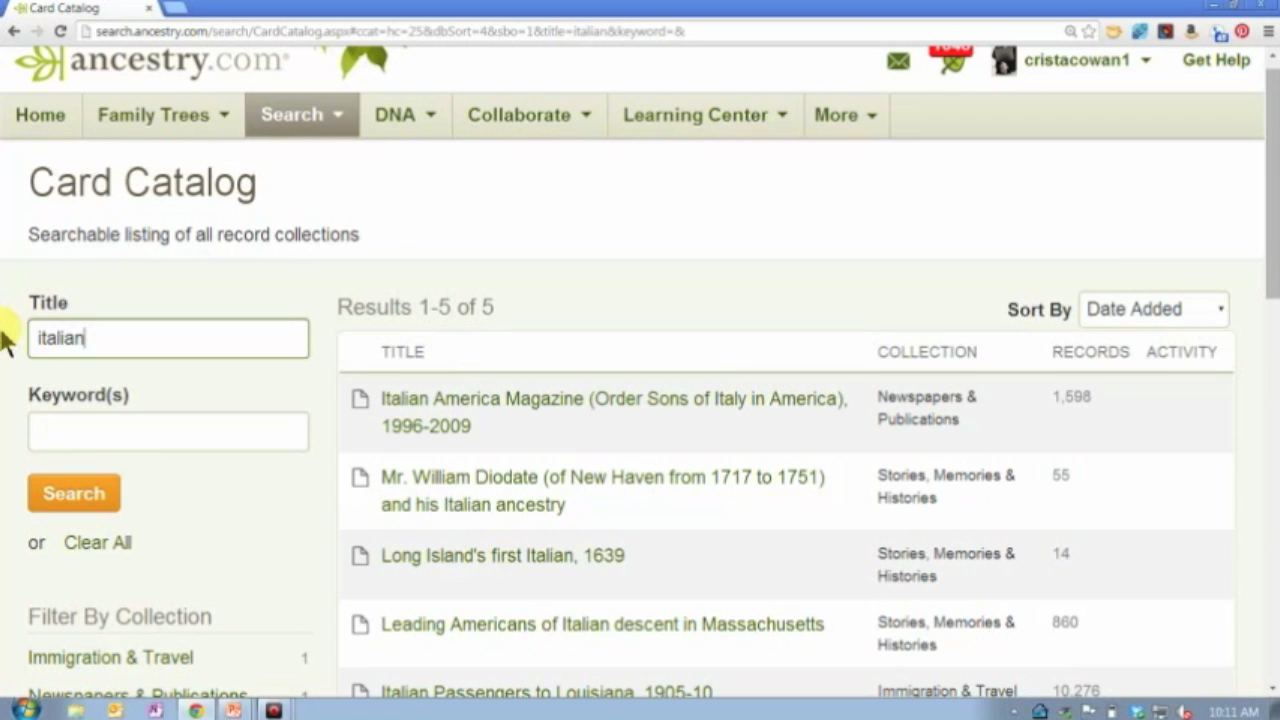 Card Catalog
search.ancestry.com/search/CardCatalog.aspx#ccat=hc=25&dbSort=4&sbo=1&title=italian&keyword=&
ancestry.com
cristacowan1
Get Help
Home
Family Trees
Search
DNA
Collaborate
Learning Center
More
Card Catalog
Searchable listing of all record collections
Title
italian
Keyword(s)
Search
or Clear All
Filter By Collection
Immigration & Travel 1
Newspapers & Publications 1
Results 1-5 of 5
Sort By Date Added
TITLE COLLECTION RECORDS ACTIVITY
Italian America Magazine (Order Sons of Italy in America),
1996-2009
Newspapers &
Publications
1,598
Mr. William Diodate (of New Haven from 1717 to 1751)
and his Italian ancestry
Stories, Memories &
Histories
55
Long Island's first Italian, 1639
Stories, Memories &
Histories
14
Leading Americans of Italian descent in Massachusetts
Stories, Memories &
Histories
860
Italian Passengers to Louisiana, 1905-10
Immigration & Travel
10,276
10:11 AM